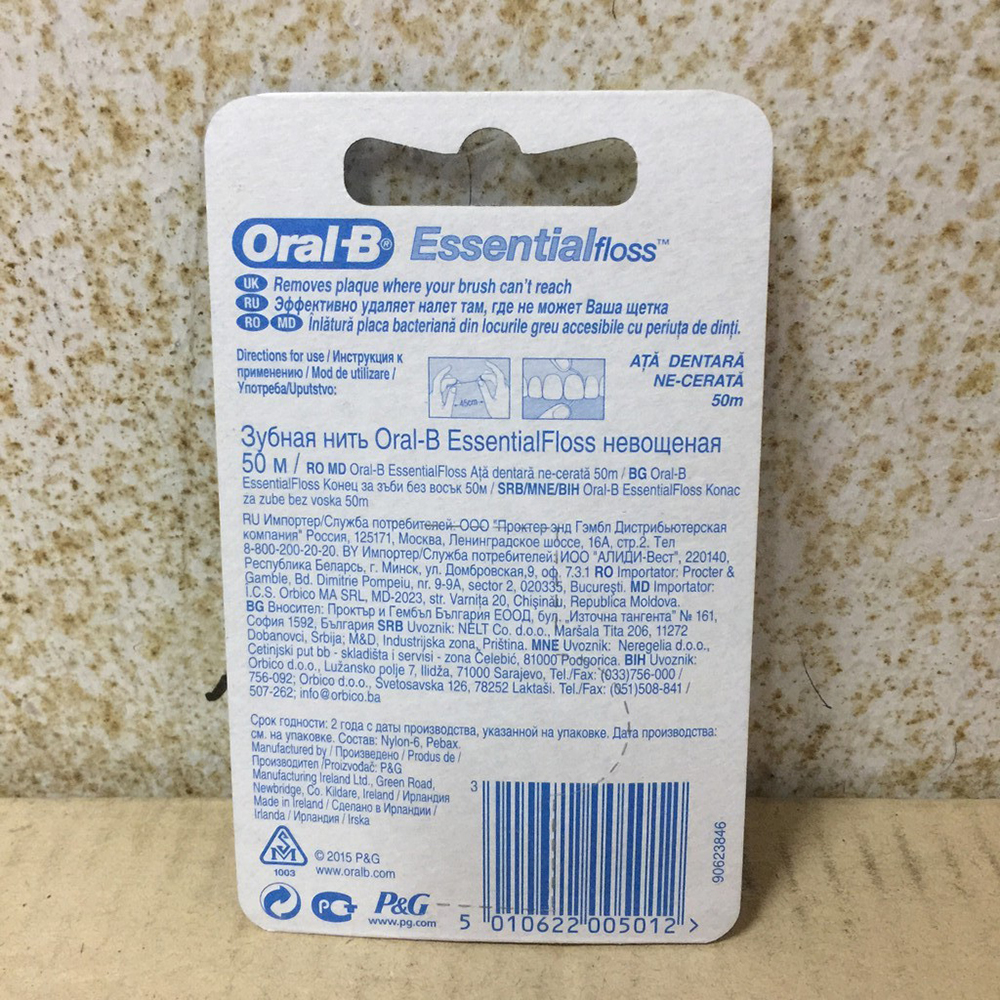 Oral-B® Essentialfloss™
UK Removes plaque where your brush can't reach
RU Эффективно удаляет налет там, где не может Ваша щетка
RO MD Înlătură placa bacteriană din locurile greu accesibile cu periuța de dinți.
Directions for use / Инструкция к
применению / Mod de utilizare /
Употреба/Uputstvo:
45cm
AȚĂ DENTARĂ
NE-CERATĂ
50m
Зубная нить Oral-B EssentialFloss невощеная
50 м / RO MD Oral-B EssentialFloss Ață dentară ne-cerată 50m / BG Oral-B
EssentialFloss Конец за зъби без восък 50м / SRB/MNE/BIH Oral-B EssentialFloss Konac
za zube bez voska 50m
RU Импортер/Служба потребителей: ООО "Проктер энд Гэмбл Дистрибьютерская
компания" Россия, 125171, Москва, Ленинградское шоссе, 16А, стр.2. Тел
8-800-200-20-20. BY Импортер/Служба потребителей: ИОО "АЛИДИ-Вест", 220140,
Республика Беларсь, г. Минск, ул. Домбровская,9, оф. 7.3.1 RO Importator: Procter &
Gamble, Bd. Dimitrie Pompeiu, nr. 9-9A, sector 2, 020335, Bucuresti. MD Importator:
I.C.S. Orbico MA SRL, MD-2023, str. Varnița 20, Chișinău, Republica Moldova.
BG Вносител: Проктър и Гембъл България ЕООД, бул. „Източна тангента" № 161,
София 1592, България SRB Uvoznik: NELT Co. d.o.o., Maršala Tita 206, 11272
Dobanovci, Srbija; M&D, Industrijska zona, Priština. MNE Uvoznik: Neregelia d.o.o.,
Cetinjski put bb - skladišta i servisi - zona Čelebić, 81000 Podgorica. BIH Uvoznik:
Orbico d.o.o., Lužansko polje 7, Ilidža, 71000 Sarajevo, Tel./Fax: (033)756-000 /
756-092; Orbico d.o.o., Svetosavska 126, 78252 Laktaši. Tel./Fax: (051)508-841 /
507-262; info@orbico.ba
Срок годности: 2 года с даты производства, указанной на упаковке. Дата производства:
см. на упаковке. Состав: Nylon-6, Pebax.
Manufactured by / Произведено / Produs de /
Производител /Proizvođač: P&G
Manufacturing Ireland Ltd., Green Road,
Newbridge, Co. Kildare, Ireland / Ирландия
Made in Ireland / Сделано в Ирландии /
Irlanda / Ирландия / Irska
1003
© 2015 P&G
www.oralb.com
P&G
www.pg.com
3
5 010622 005012 >
90623846